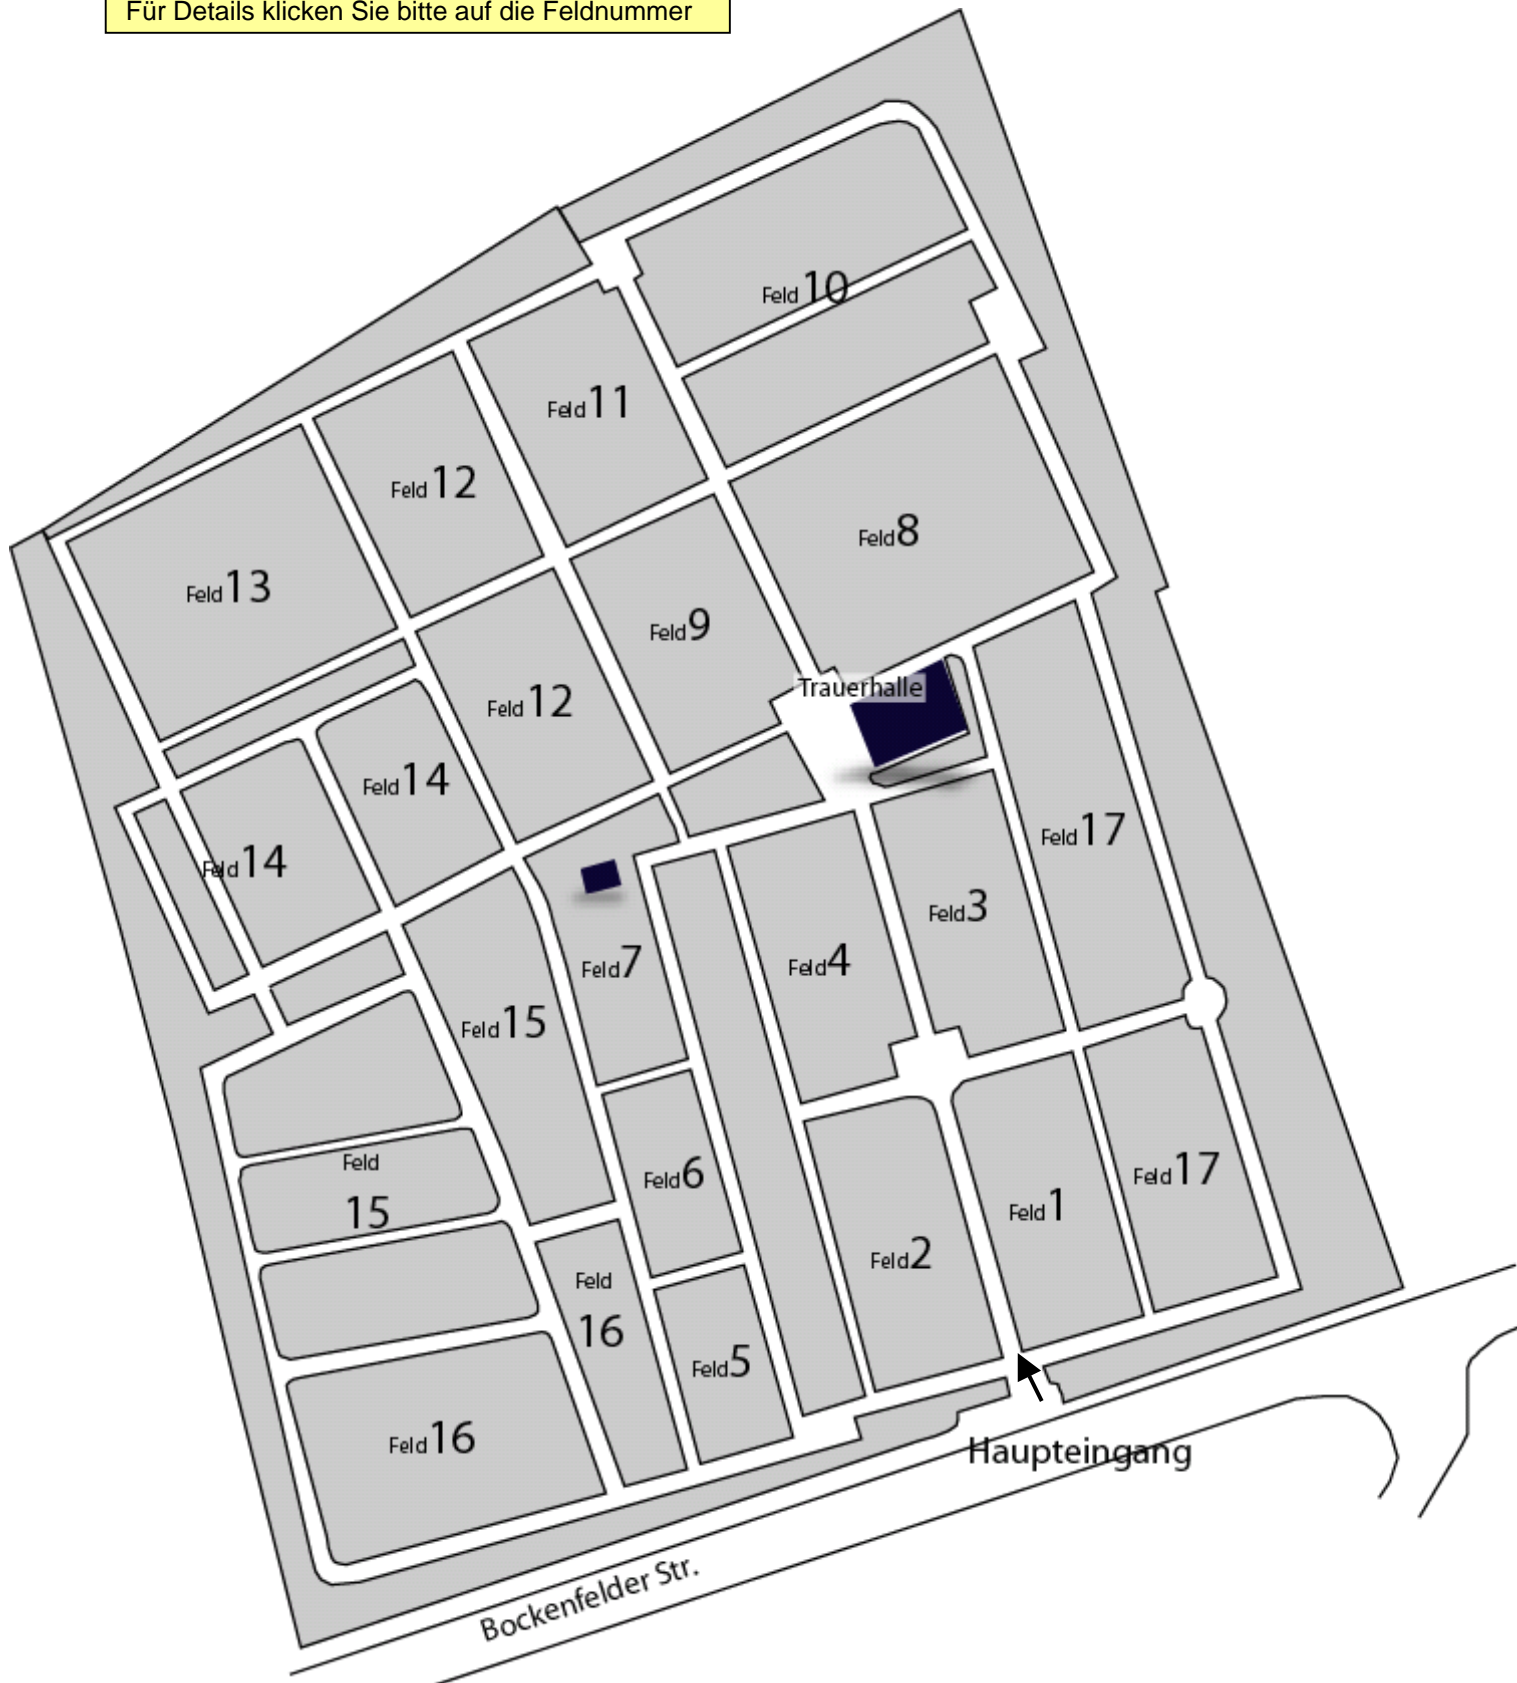 Für Details klicken Sie bitte auf die Feldnummer
Feld 10
Feld 11
Feld 12
Feld 8
Feld 13
Feld 9
Trauerhalle
Feld 12
Feld 14
Feld 17
Feld 14
Feld 3
Feld 4
Feld 7
Feld 15
Feld
15
Feld 6
Feld 17
Feld 1
Feld 2
Feld
16
Feld 5
Feld 16
Haupteingang
Bockenfelder Str.